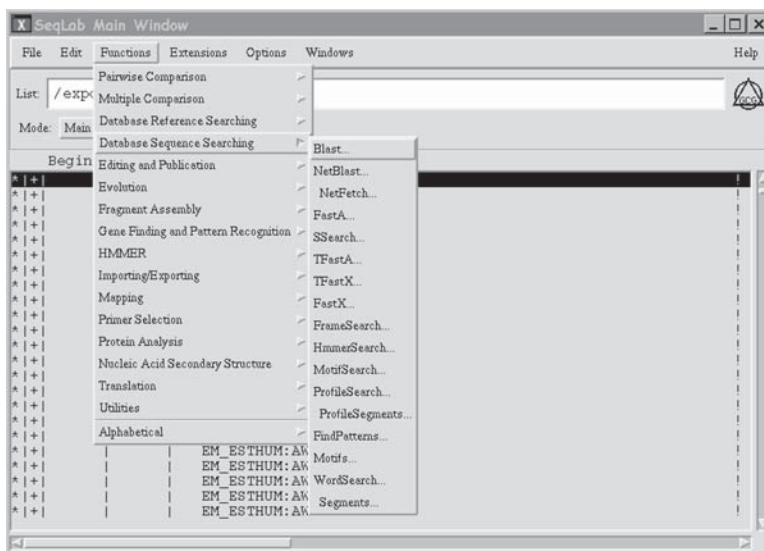 X SeqLab Main Window
File Edit Functions Extensions Options Windows Help
List: /expo
GCG
Mode: Main
Begin
Pairwise Comparison
Multiple Comparison
Database Reference Searching
Database Sequence Searching
Editing and Publication
Evolution
Fragment Assembly
Gene Finding and Pattern Recognition
HMMER
Importing/Exporting
Mapping
Primer Selection
Protein Analysis
Nucleic Acid Secondary Structure
Translation
Utilities
Alphabetical
Blast...
NetBlast...
NetFetch...
FastA...
SSearch...
TFastA...
TFastX...
FastX...
FrameSearch...
HmmerSearch...
MotifSearch...
ProfileSearch...
ProfileSegments...
FindPatterns...
Motifs...
WordSearch...
Segments...
EM_ESTHUM:AW
EM_ESTHUM:AW
EM_ESTHUM:AW
EM_ESTHUM:AW
EM_ESTHUM:AW